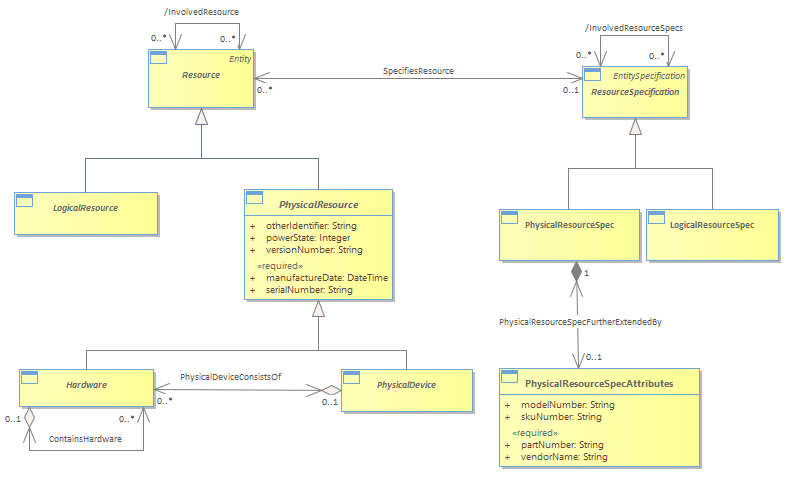 /InvolvedResource
0..*
0..*
Entity
Resource
0..*
SpecifiesResource
0..1
/InvolvedResourceSpecs
0..*
0..*
EntitySpecification
ResourceSpecification
LogicalResource
PhysicalResource
+ otherIdentifier: String
+ powerState: Integer
+ versionNumber: String
«required»
+ manufactureDate: DateTime
+ serialNumber: String
PhysicalResourceSpec
LogicalResourceSpec
1
PhysicalResourceSpecFurtherExtendedBy
0..1
Hardware
0..*
PhysicalDeviceConsistsOf
0..1
PhysicalDevice
0..1
0..*
ContainsHardware
PhysicalResourceSpecAttributes
+ modelNumber: String
+ skuNumber: String
«required»
+ partNumber: String
+ vendorName: String